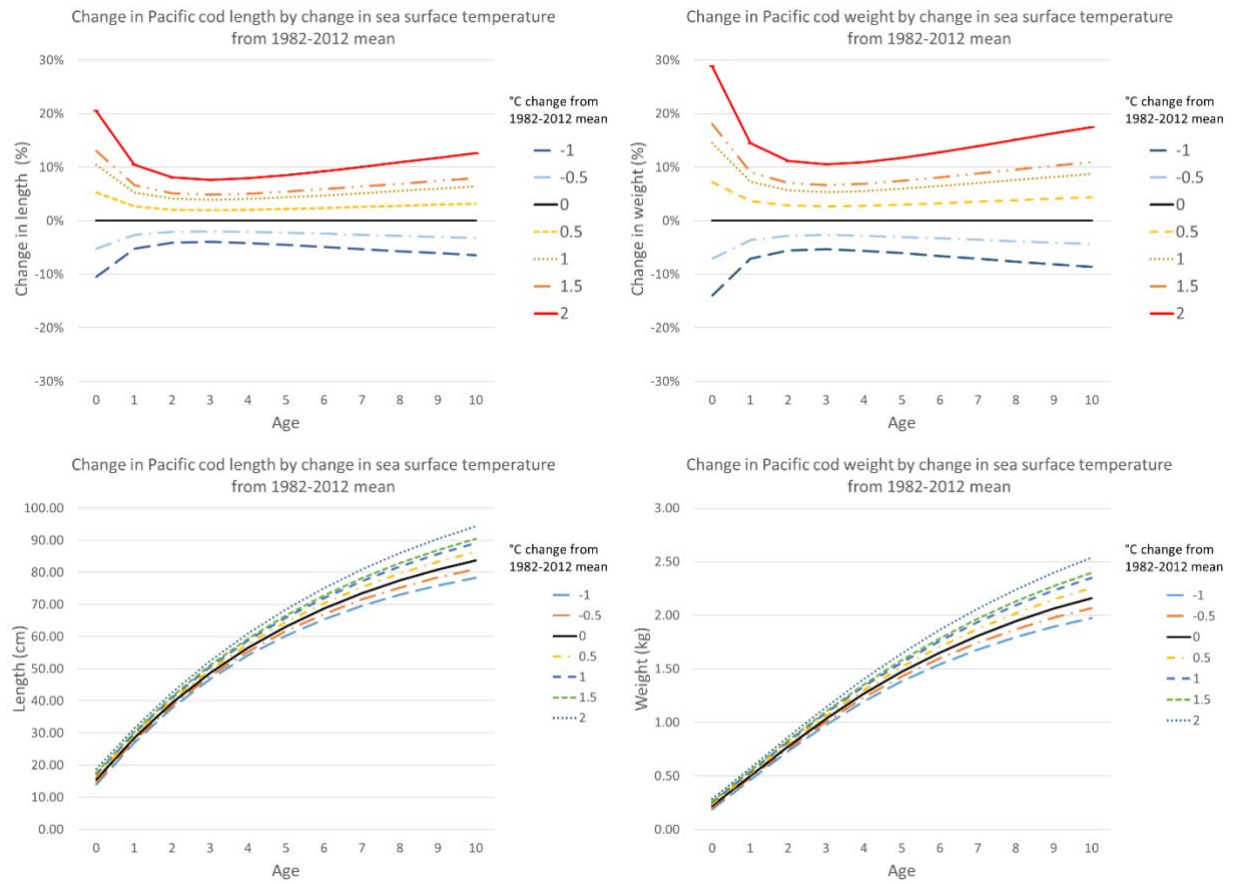 Change in Pacific cod length by change in sea surface temperature
from 1982-2012 mean
30%
20%
10%
0%
-10%
-20%
-30%
Change in length (%)
0 1 2 3 4 5 6 7 8 9 10
Age
°C change from
1982-2012 mean
-1
-0.5
0
0.5
1
1.5
2
Change in Pacific cod weight by change in sea surface temperature
from 1982-2012 mean
30%
20%
10%
0%
-10%
-20%
-30%
Change in weight (%)
0 1 2 3 4 5 6 7 8 9 10
Age
°C change from
1982-2012 mean
-1
-0.5
0
0.5
1
1.5
2
Change in Pacific cod length by change in sea surface temperature
from 1982-2012 mean
100.00
90.00
80.00
70.00
60.00
50.00
40.00
30.00
20.00
10.00
0.00
Length (cm)
0 1 2 3 4 5 6 7 8 9 10
Age
°C change from
1982-2012 mean
-1
-0.5
0
0.5
1
1.5
2
Change in Pacific cod weight by change in sea surface temperature
from 1982-2012 mean
3.00
2.50
2.00
1.50
1.00
0.50
0.00
Weight (kg)
0 1 2 3 4 5 6 7 8 9 10
Age
°C change from
1982-2012 mean
-1
-0.5
0
0.5
1
1.5
2